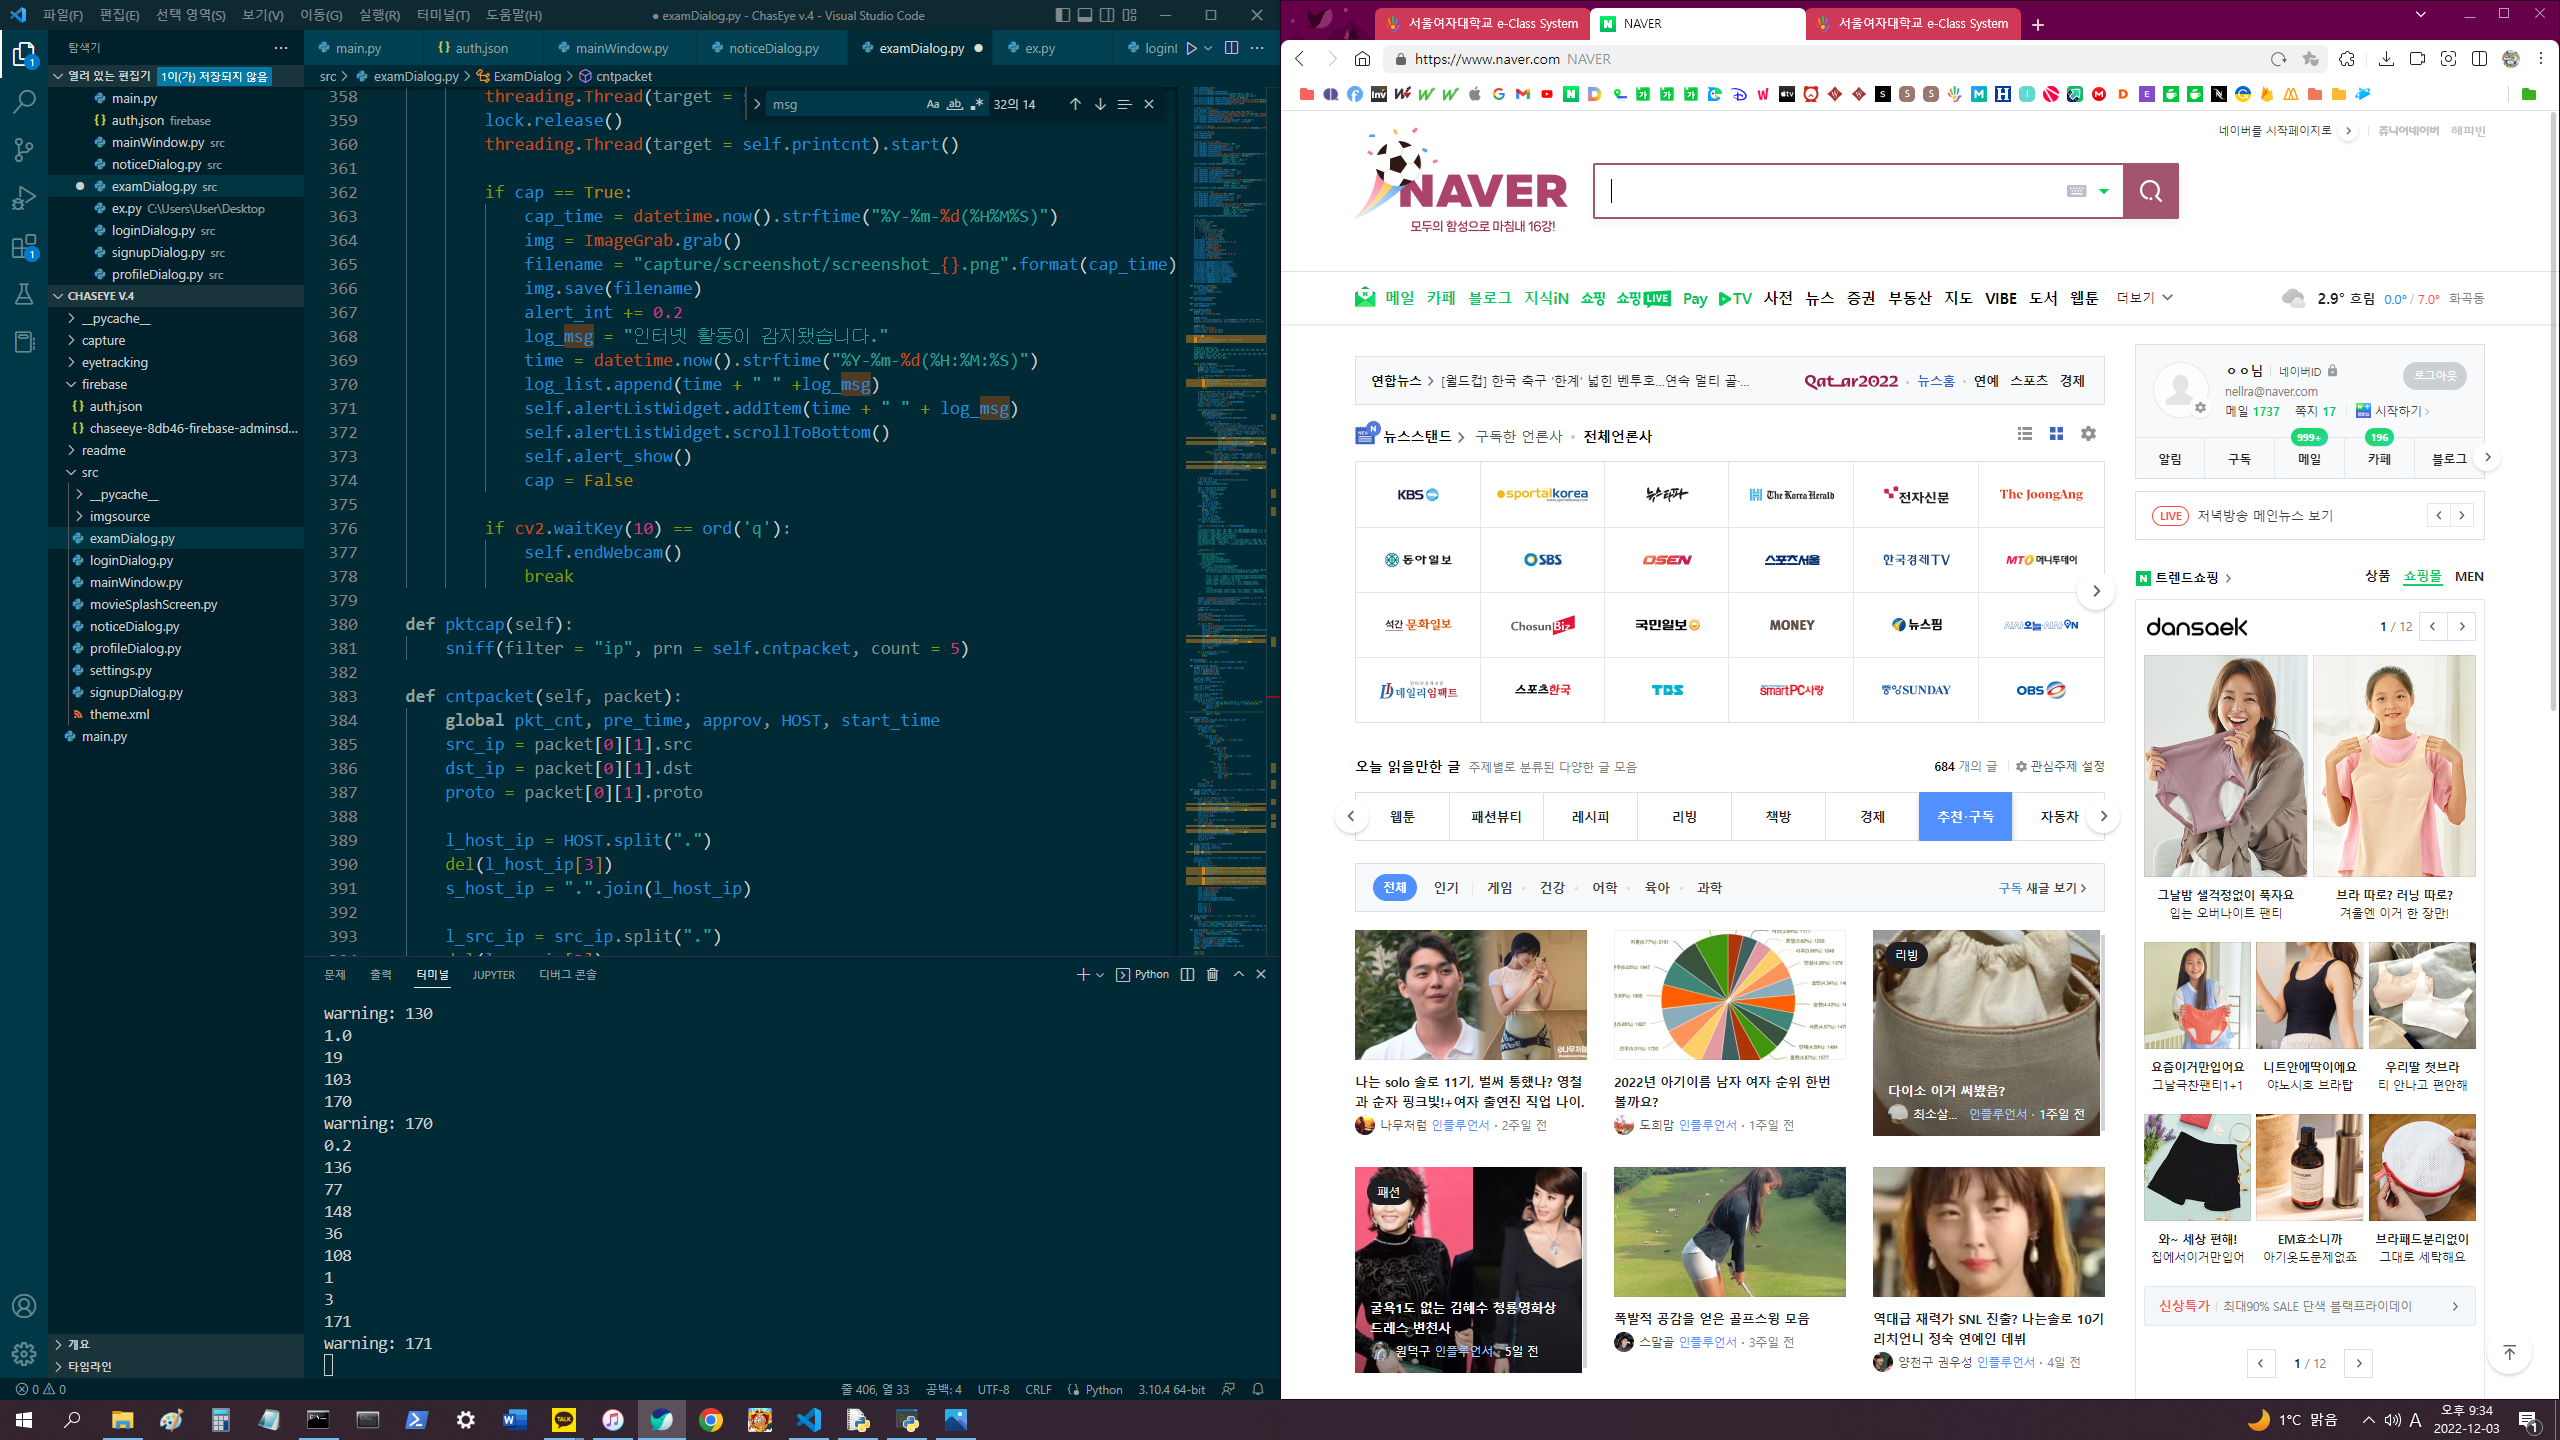 파일(F) 편집(E) 선택 영역(S) 보기(V) 이동(G) 실행(R) 터미널(T) 도움말(H)
● examDialog.py - ChasEye v.4 - Visual Studio Code
탐색기
열려 있는 편집기 1이(가) 저장되지 않음
main.py
auth.json firebase
mainWindow.py src
noticeDialog.py src
examDialog.py src
ex.py C:\Users\User\Desktop
loginDialog.py src
signupDialog.py src
profileDialog.py src
CHASEYE V.4
__pycache__
capture
eyetracking
firebase
auth.json
chaseeye-8db46-firebase-adminsd...
readme
src
__pycache__
imgsource
examDialog.py
loginDialog.py
mainWindow.py
movieSplashScreen.py
noticeDialog.py
profileDialog.py
settings.py
signupDialog.py
theme.xml
main.py
개요
타임라인
main.py auth.json mainWindow.py noticeDialog.py examDialog.py ex.py loginl
src > examDialog.py > ExamDialog > cntpacket
msg 32의 14
358 threading.Thread(target =
359 lock.release()
360 threading.Thread(target = self.printcnt).start()
361
362 if cap == True:
363 cap_time = datetime.now().strftime("%Y-%m-%d(%H%M%S)")
364 img = ImageGrab.grab()
365 filename = "capture/screenshot/screenshot_{}.png".format(cap_time)
366 img.save(filename)
367 alert_int += 0.2
368 log_msg = "인터넷 활동이 감지됐습니다."
369 time = datetime.now().strftime("%Y-%m-%d(%H:%M:%S)")
370 log_list.append(time + " " +log_msg)
371 self.alertListWidget.addItem(time + " " + log_msg)
372 self.alertListWidget.scrollToBottom()
373 self.alert_show()
374 cap = False
375
376 if cv2.waitKey(10) == ord('q'):
377 self.endWebcam()
378 break
379
380 def pktcap(self):
381 sniff(filter = "ip", prn = self.cntpacket, count = 5)
382
383 def cntpacket(self, packet):
384 global pkt_cnt, pre_time, approv, HOST, start_time
385 src_ip = packet[0][1].src
386 dst_ip = packet[0][1].dst
387 proto = packet[0][1].proto
388
389 l_host_ip = HOST.split(".")
390 del(l_host_ip[3])
391 s_host_ip = ".".join(l_host_ip)
392
393 l_src_ip = src_ip.split(".")
문제 출력 터미널 JUPYTER 디버그 콘솔
Python
warning: 130
1.0
19
103
170
warning: 170
0.2
136
77
148
36
108
1
3
171
warning: 171
0 0
줄 406, 열 33 공백: 4 UTF-8 CRLF Python 3.10.4 64-bit
서울여자대학교 e-Class System
NAVER
서울여자대학교 e-Class System
https://www.naver.com NAVER
네이버를 시작페이지로 쥬니어네이버 해피빈
NAVER
모두의 함성으로 마침내 16강!
메일 카페 블로그 지식iN 쇼핑 쇼핑LIVE Pay TV 사전 뉴스 증권 부동산 지도 VIBE 도서 웹툰 더보기
2.9° 흐림 0.0° / 7.0° 화곡동
연합뉴스 > [월드컵] 한국 축구 '한계' 넓힌 벤투호…연속 멀티 골·...
Qatar2022 · 뉴스홈 · 연예 스포츠 경제
뉴스스탠드 > 구독한 언론사 · 전체언론사
KBS sportalkorea 뉴스타파 The Korea Herald 전자신문 The JoongAng
동아일보 SBS OSEN 스포츠서울 한국경제TV MTO 머니투데이
석간 문화일보 ChosunBiz 국민일보 MONEY 뉴스핌
데일리임팩트 스포츠한국 TBS smartPC사랑 중앙SUNDAY OBS
오늘 읽을만한 글 주제별로 분류된 다양한 글 모음
684 개의 글 관심주제 설정
웹툰 패션뷰티 레시피 리빙 책방 경제 추천·구독 자동차
전체 인기 게임 건강 어학 육아 과학
구독 새글 보기
나는 solo 솔로 11기, 벌써 통했나? 영철
과 순자 핑크빛!+여자 출연진 직업 나이.
나무처럼 인플루언서 · 2주일 전
2022년 아기이름 남자 여자 순위 한번
볼까요?
도희맘 인플루언서 · 1주일 전
리빙
다이소 이거 써봤음?
최소살... 인플루언서 · 1주일 전
패션
굴욕1도 없는 김혜수 청룡영화상
드레스 변천사
원덕구 인플루언서 · 5일 전
폭발적 공감을 얻은 골프스윙 모음
스말골 인플루언서 · 3주일 전
역대급 재력가 SNL 진출? 나는솔로 10기
리치언니 정숙 연예인 데뷔
양천구 권우성 인플루언서 · 4일 전
ㅇㅇ님 네이버ID 로그아웃
nellra@naver.com
메일 1737 쪽지 17 시작하기
999+ 196
알림 구독 메일 카페 블로그
LIVE 저녁방송 메인뉴스 보기
트렌드쇼핑 상품 쇼핑몰 MEN
dansaek 1 / 12
그날밤 샐걱정없이 푹자요
입는 오버나이트 팬티
브라 따로? 러닝 따로?
겨울엔 이거 한 장만!
요즘이거만입어요
그날극찬팬티1+1
니트안에딱이에요
야노시호 브라탑
우리딸 첫브라
티 안나고 편안해
와~ 세상 편해!
집에서이거만입어
EM효소니까
아기옷도문제없죠
브라패드분리없이
그대로 세탁해요
신상특가 최대90% SALE 단색 블랙프라이데이
1 / 12
1°C 맑음
A
오후 9:34
2022-12-03